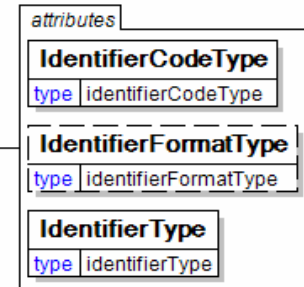 attributes
IdentifierCodeType
type identifierCodeType
IdentifierFormatType
type identifierFormatType
IdentifierType
type identifierType